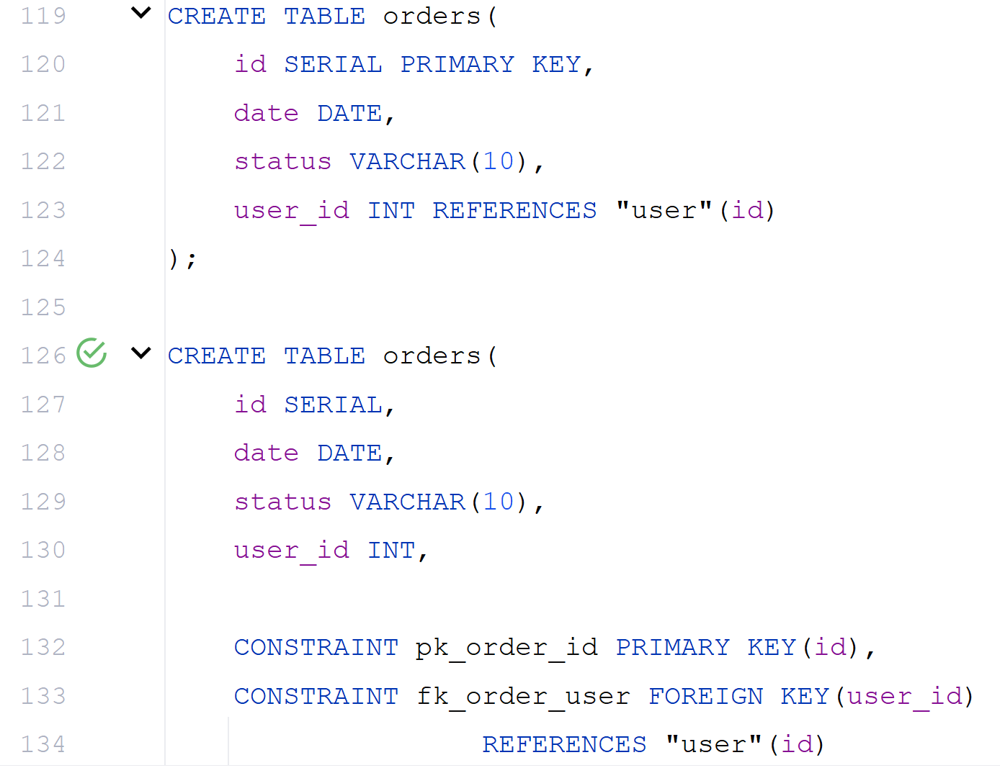 119 CREATE TABLE orders(
120 id SERIAL PRIMARY KEY,
121 date DATE,
122 status VARCHAR(10),
123 user_id INT REFERENCES "user"(id)
124 );
125
126 CREATE TABLE orders(
127 id SERIAL,
128 date DATE,
129 status VARCHAR(10),
130 user_id INT,
131
132 CONSTRAINT pk_order_id PRIMARY KEY(id),
133 CONSTRAINT fk_order_user FOREIGN KEY(user_id)
134 REFERENCES "user"(id)